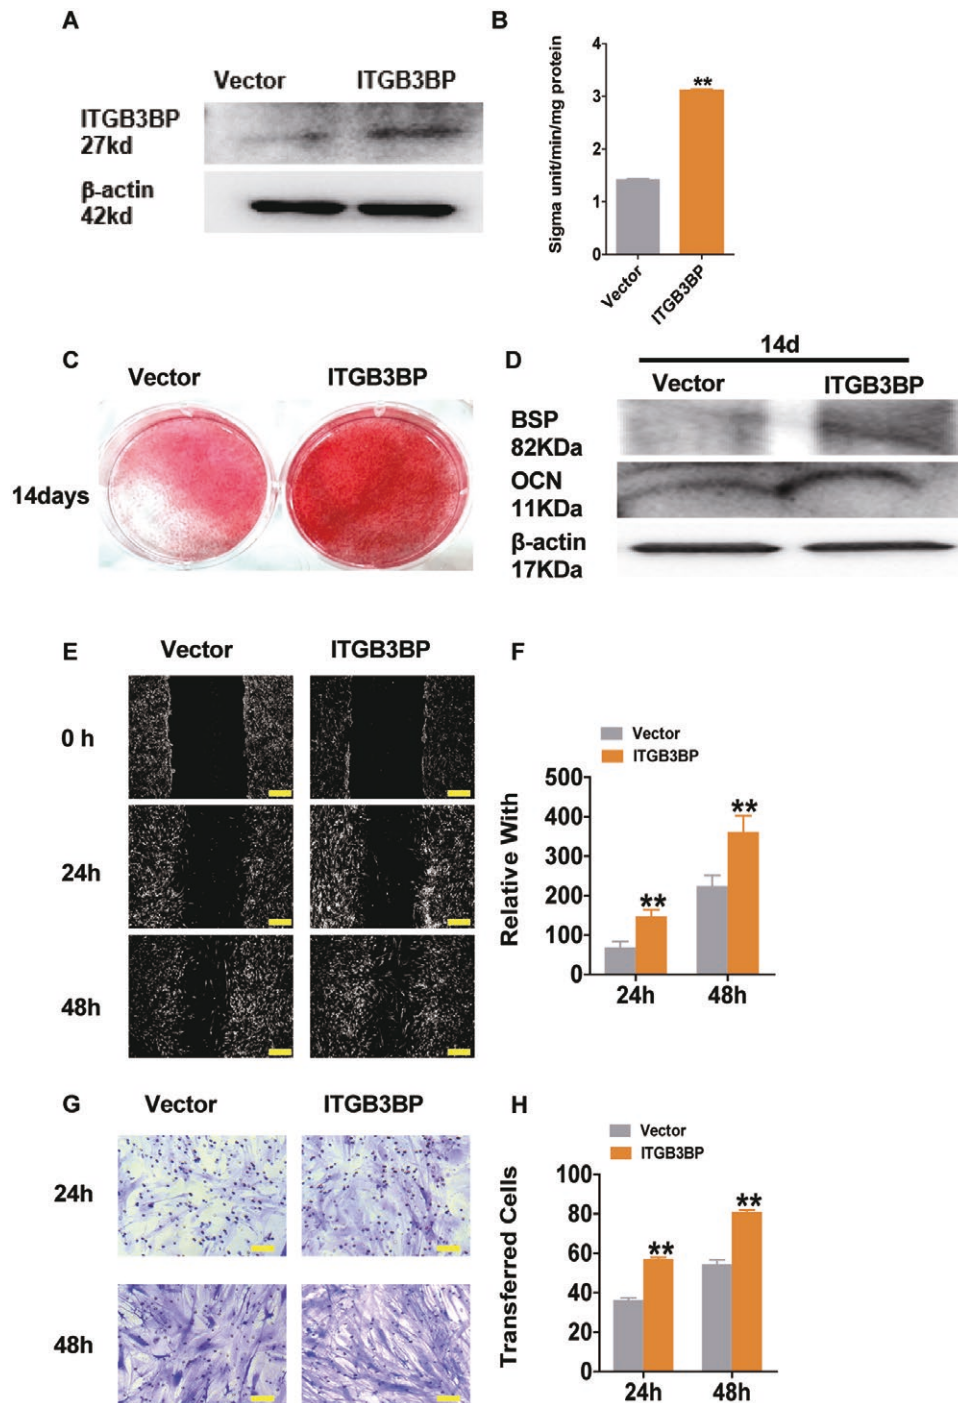 A
Vector
ITGB3BP
ITGB3BP
27kd
β-actin
42kd
B
Sigma unit/min/mg protein
4
3
2
1
0
**
Vector
ITGB3BP
C
Vector
ITGB3BP
14days
D
14d
Vector
ITGB3BP
BSP
82KDa
OCN
11KDa
β-actin
17KDa
E
Vector
ITGB3BP
0 h
24h
48h
F
Vector
ITGB3BP
Relative With
500
400
300
200
100
0
**
**
24h
48h
G
Vector
ITGB3BP
24h
48h
H
Vector
ITGB3BP
Transferred Cells
100
80
60
40
20
0
**
**
24h
48h